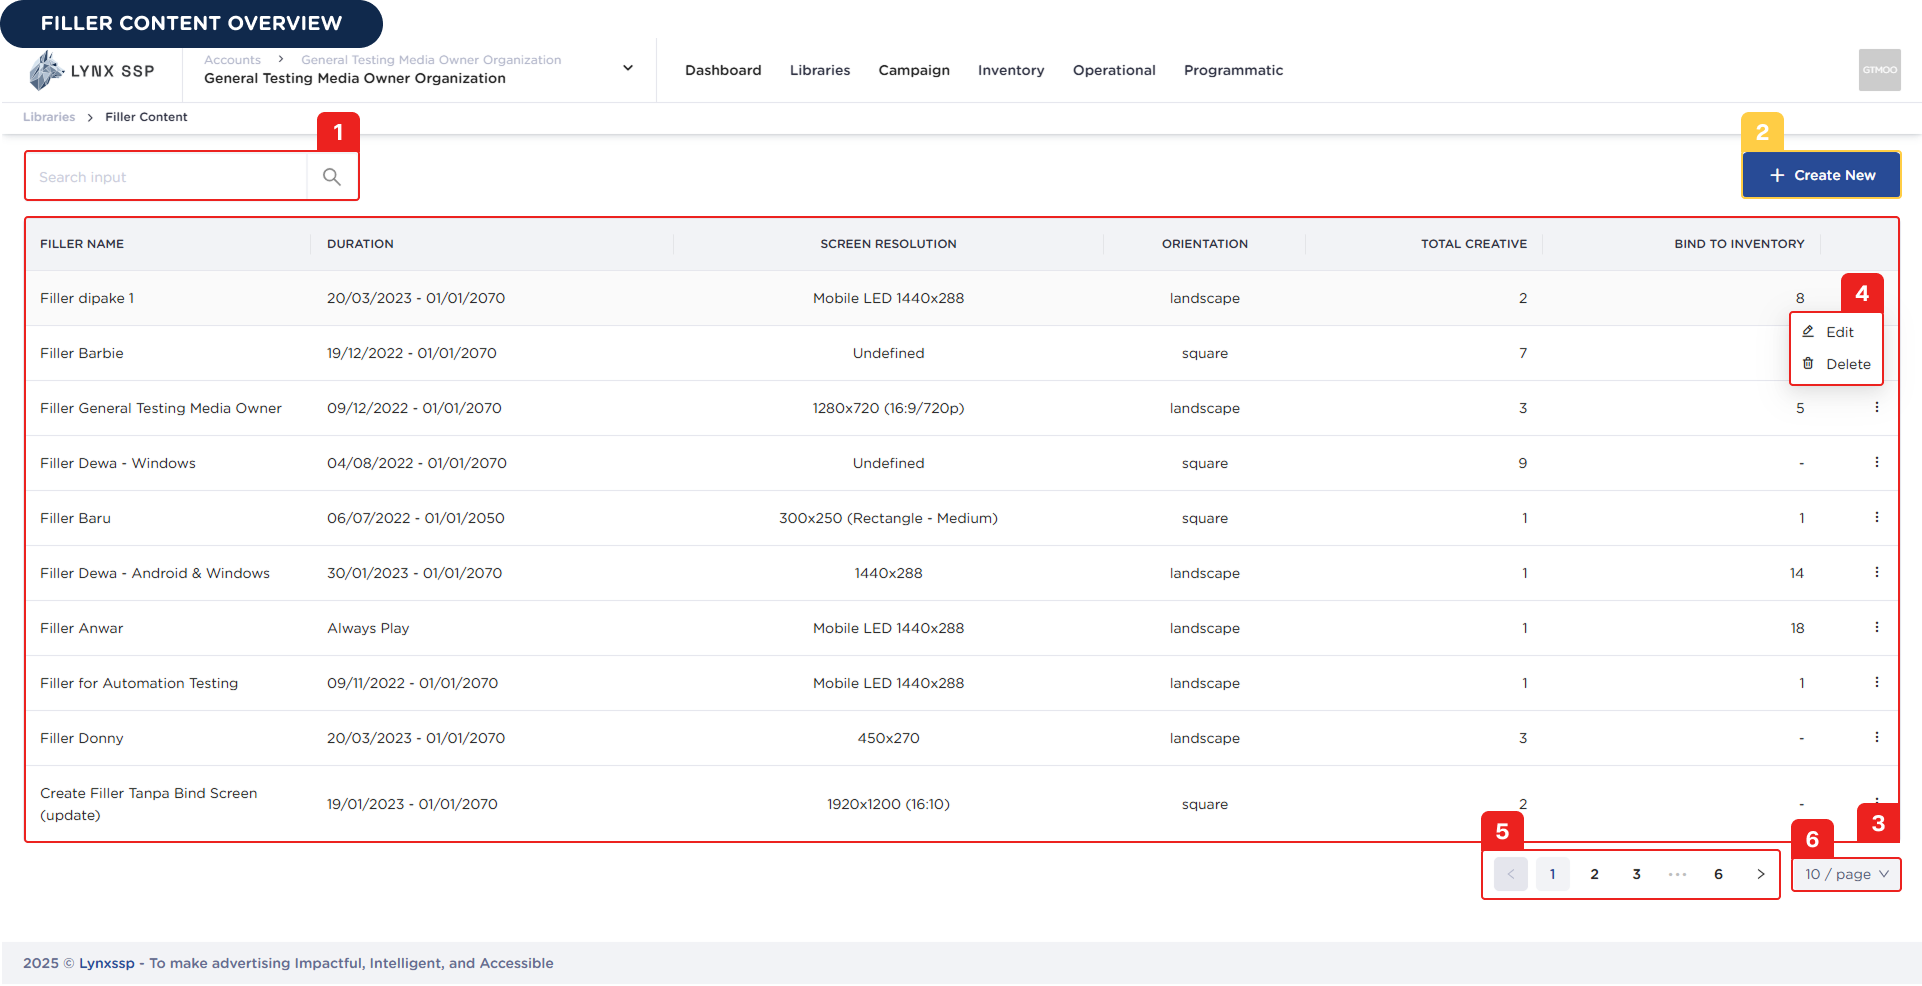 FILLER CONTENT OVERVIEW
LYNX SSP
Accounts > General Testing Media Owner Organization
General Testing Media Owner Organization
Dashboard Libraries Campaign Inventory Operational Programmatic
GTMOO
Libraries > Filler Content
1
2
Search input
+ Create New
FILLER NAME DURATION SCREEN RESOLUTION ORIENTATION TOTAL CREATIVE BIND TO INVENTORY
Filler dipake 1 20/03/2023 - 01/01/2070 Mobile LED 1440x288 landscape 2 8
4
Edit
Filler Barbie 19/12/2022 - 01/01/2070 Undefined square 7
Delete
Filler General Testing Media Owner 09/12/2022 - 01/01/2070 1280x720 (16:9/720p) landscape 3 5
Filler Dewa - Windows 04/08/2022 - 01/01/2070 Undefined square 9 -
Filler Baru 06/07/2022 - 01/01/2050 300x250 (Rectangle - Medium) square 1 1
Filler Dewa - Android & Windows 30/01/2023 - 01/01/2070 1440x288 landscape 1 14
Filler Anwar Always Play Mobile LED 1440x288 landscape 1 18
Filler for Automation Testing 09/11/2022 - 01/01/2070 Mobile LED 1440x288 landscape 1 1
Filler Donny 20/03/2023 - 01/01/2070 450x270 landscape 3 -
Create Filler Tanpa Bind Screen
(update) 19/01/2023 - 01/01/2070 1920x1200 (16:10) square 2 -
3
5
6
< 1 2 3 ••• 6 >
10 / page
2025 © Lynxssp - To make advertising Impactful, Intelligent, and Accessible